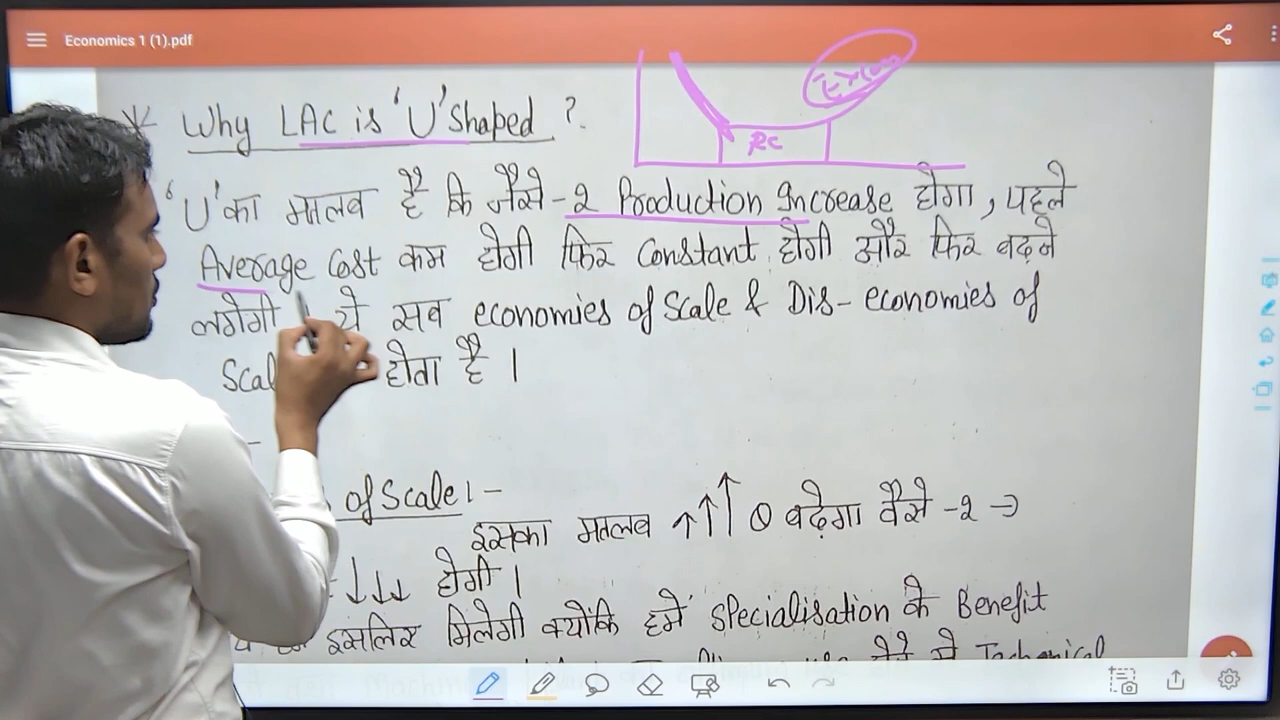 Economics 1 (1).pdf
* Why LAC is 'U' Shaped ?
RC
'U' का मतलब है कि जैसे-2 Production Increase होगा, पहले
Average Cost कम होगी फिर Constant होगी और फिर बढ़ने
लगेगी ये सब economies of Scale & Dis-economies of
Scal होता है ।
of Scale :-
इसका मतलब ↑↑↑ Q बढ़ेगा वैसे-2 →
↓↓↓ होगी ।
इसलिए मिलेगी क्योंकि हमें Specialisation के Benefit
Technical